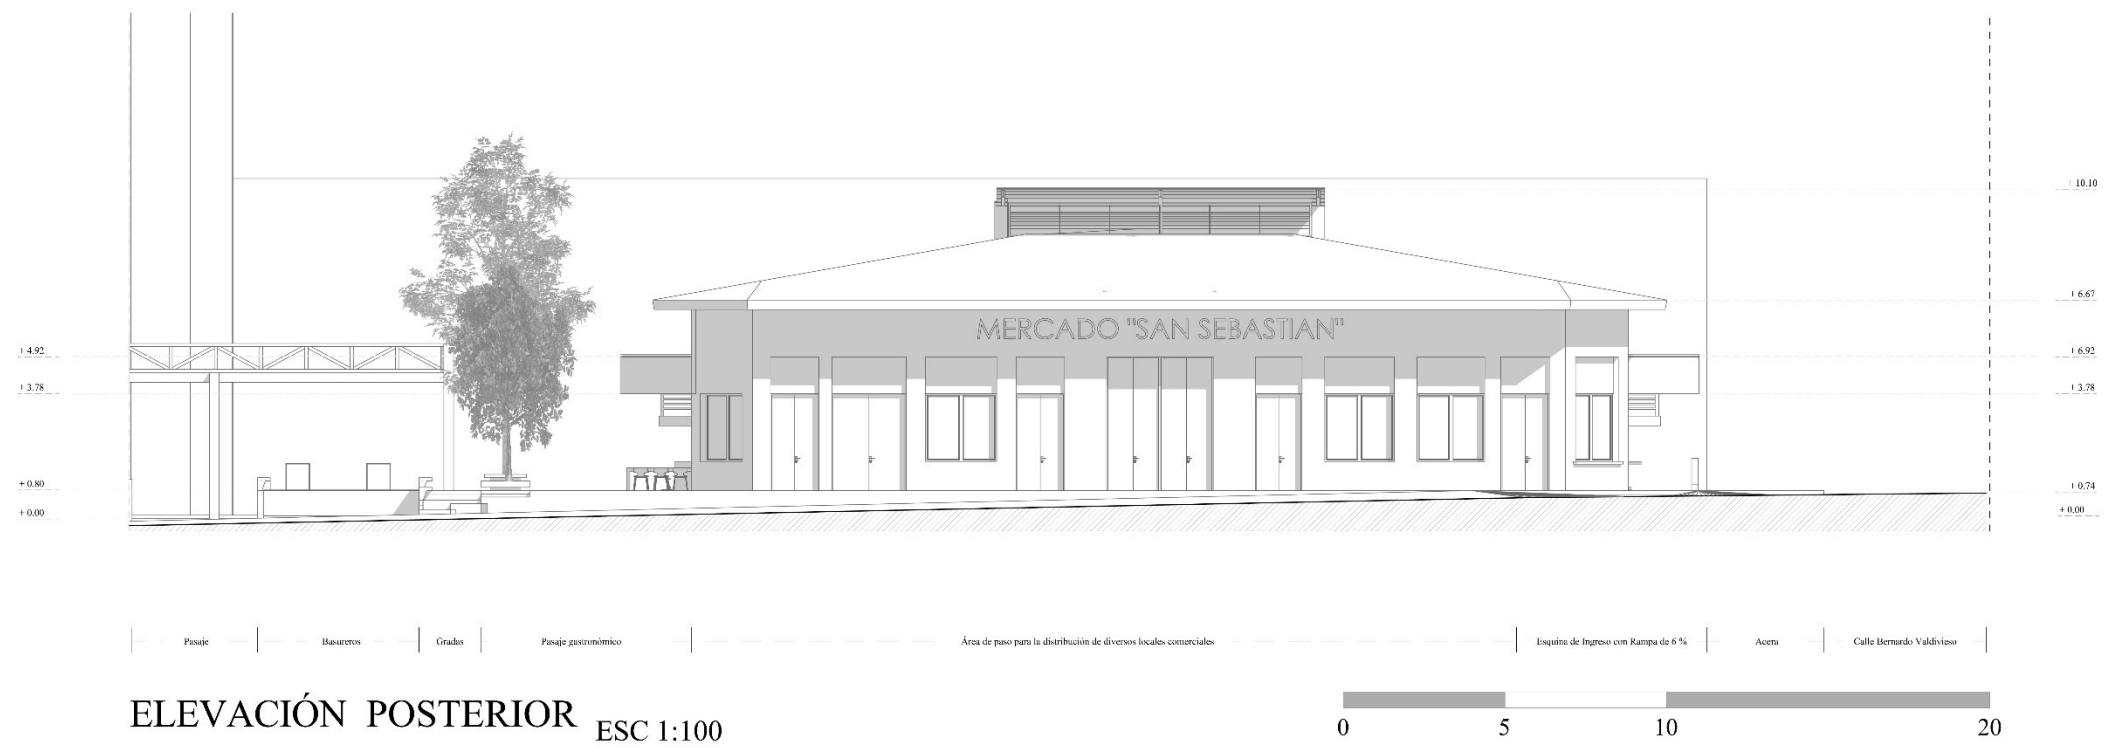 + 10.10
MERCADO "SAN SEBASTIAN"
+ 6.67
+ 4.92
+ 6.92
+ 3.78
+ 3.78
+ 0.80
+ 0.74
+ 0.00
+ 0.00
Pasaje
Basureros
Gradas
Pasaje gastronómico
Área de paso para la distribución de diversos locales comerciales
Esquina de Ingreso con Rampa de 6 %
Acera
Calle Bernardo Valdivieso
ELEVACIÓN POSTERIOR ESC 1:100
0 5 10 20